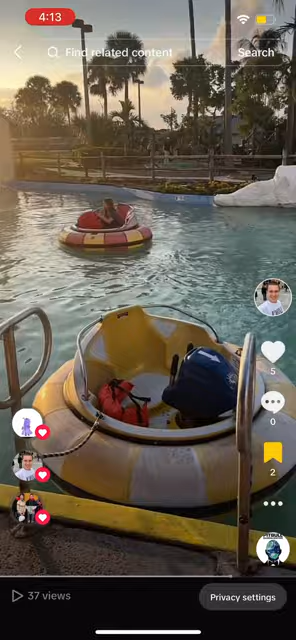 4:13
Find related content
Search
5
0
2
37 views
Privacy settings